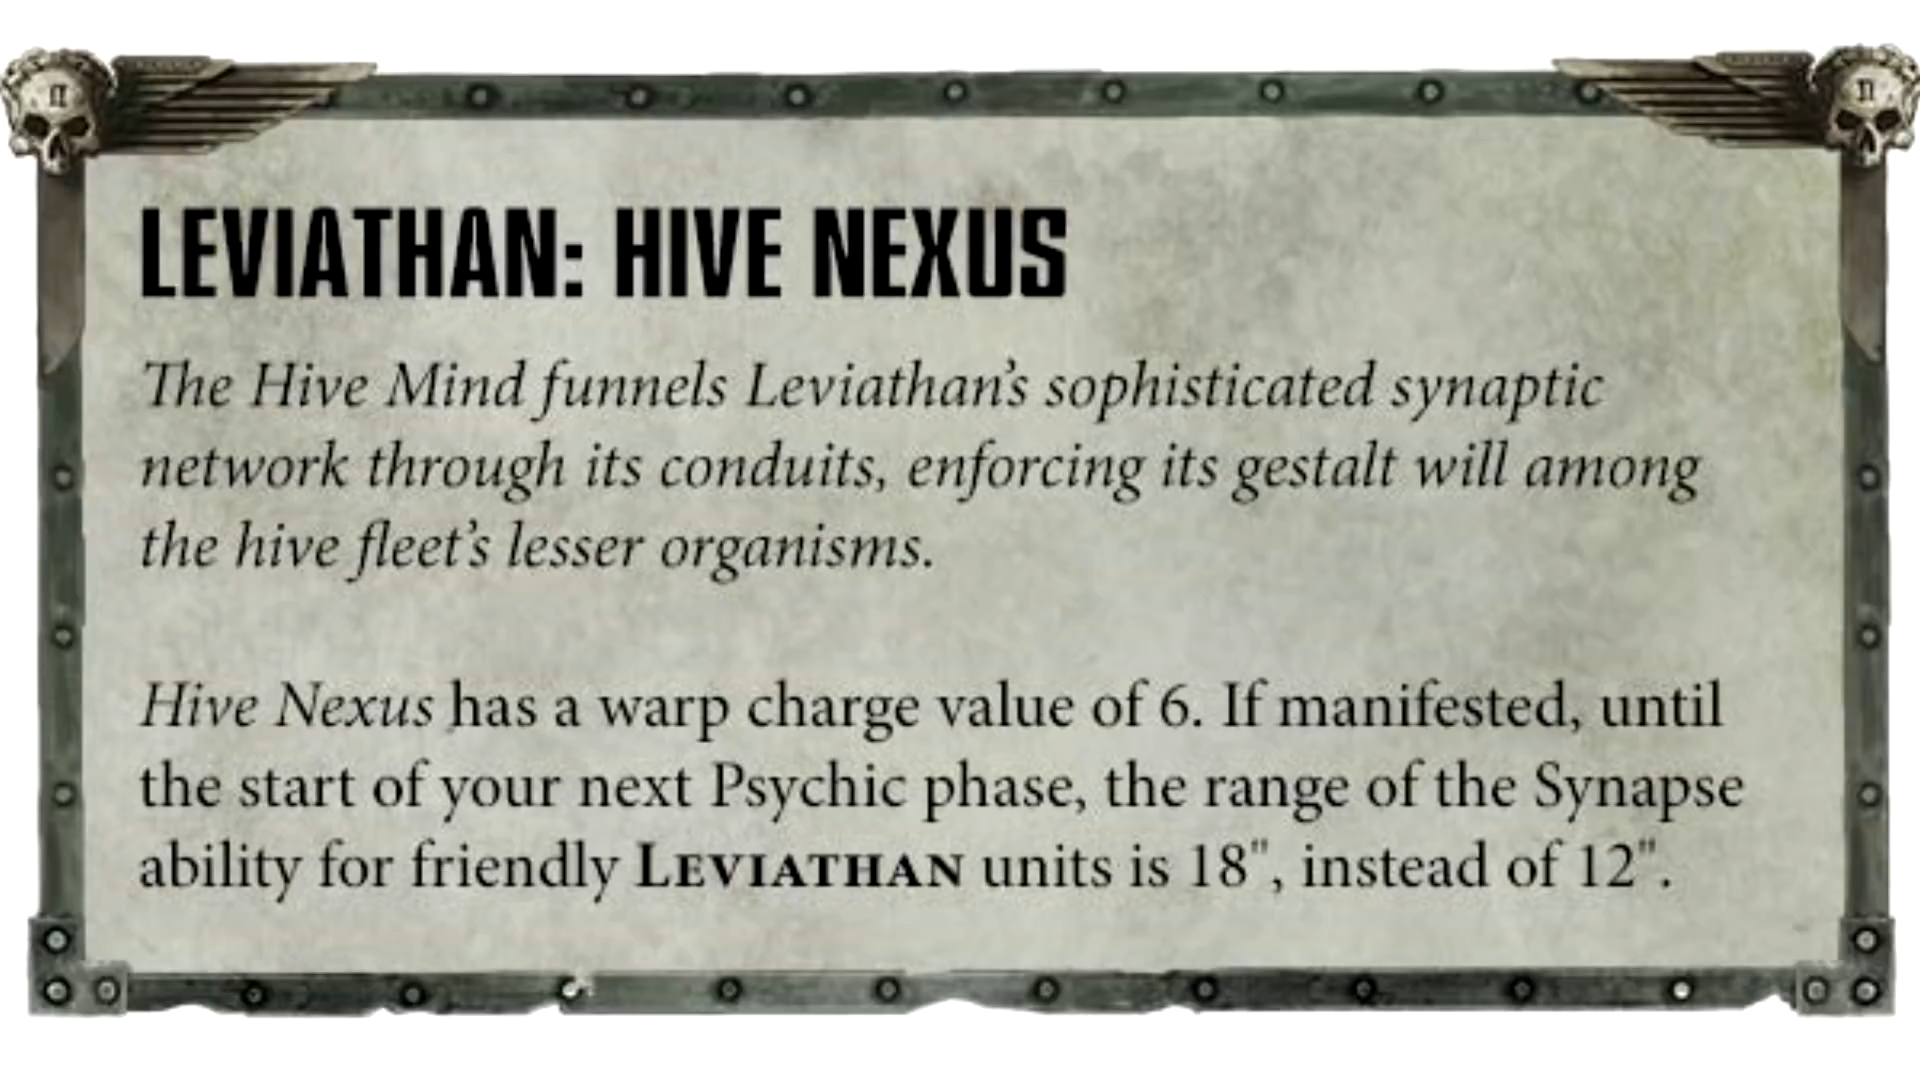 LEVIATHAN: HIVE NEXUS
The Hive Mind funnels Leviathan's sophisticated synaptic
network through its conduits, enforcing its gestalt will among
the hive fleet's lesser organisms.
Hive Nexus has a warp charge value of 6. If manifested, until
the start of your next Psychic phase, the range of the Synapse
ability for friendly LEVIATHAN units is 18", instead of 12".